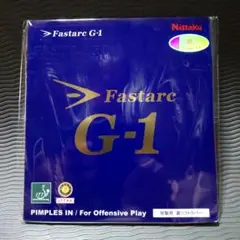 Fastarc G-1
Nittaku
Fastarc
G-1
PIMPLES IN / For Offensive Play